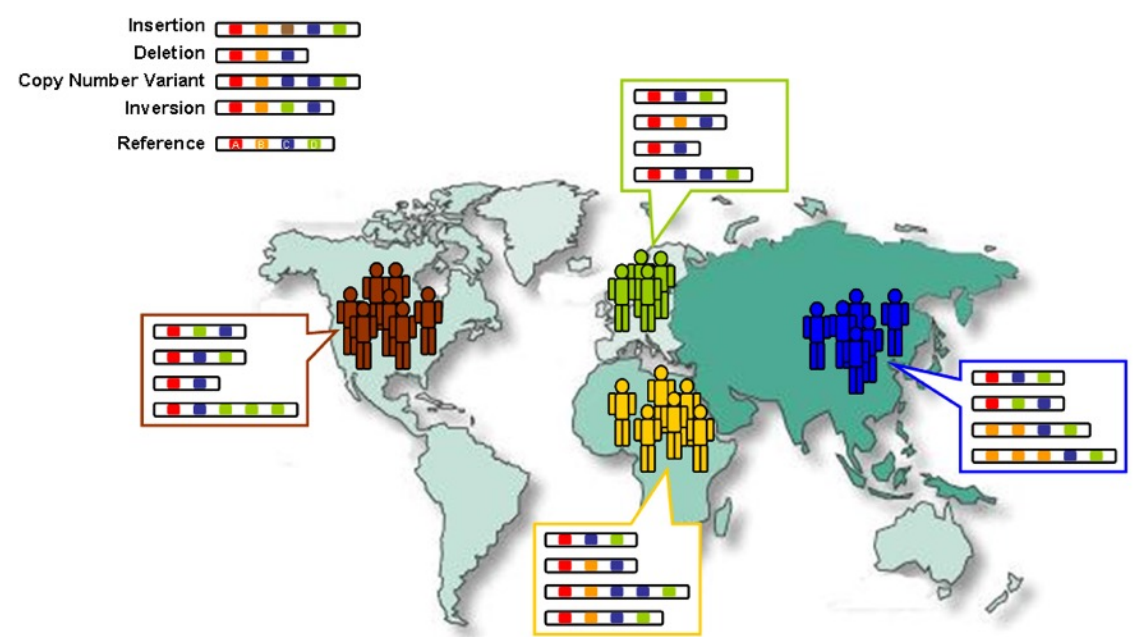 Insertion
Deletion
Copy Number Variant
Inversion
Reference A B C D